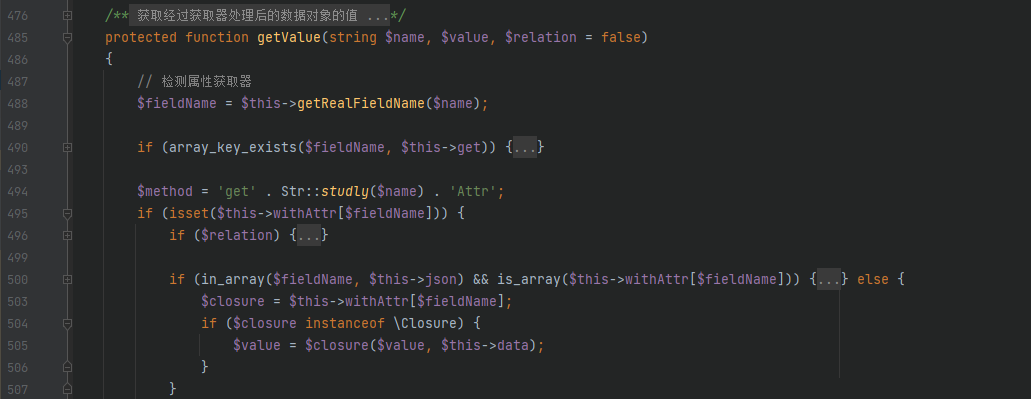 476 /** 获取经过获取器处理后的数据对象的值 ...*/
485 protected function getValue(string $name, $value, $relation = false)
486 {
487 // 检测属性获取器
488 $fieldName = $this->getRealFieldName($name);
489
490 if (array_key_exists($fieldName, $this->get)) {...}
493
494 $method = 'get' . Str::studly($name) . 'Attr';
495 if (isset($this->withAttr[$fieldName])) {
496 if ($relation) {...}
499
500 if (in_array($fieldName, $this->json) && is_array($this->withAttr[$fieldName])) {...} else {
503 $closure = $this->withAttr[$fieldName];
504 if ($closure instanceof \Closure) {
505 $value = $closure($value, $this->data);
506 }
507 }